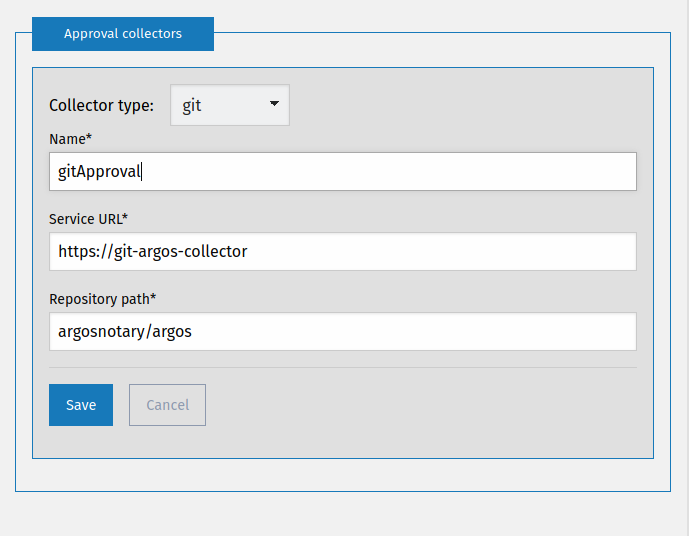 Approval collectors
Collector type: git
Name*
gitApproval
Service URL*
https://git-argos-collector
Repository path*
argosnotary/argos
Save Cancel